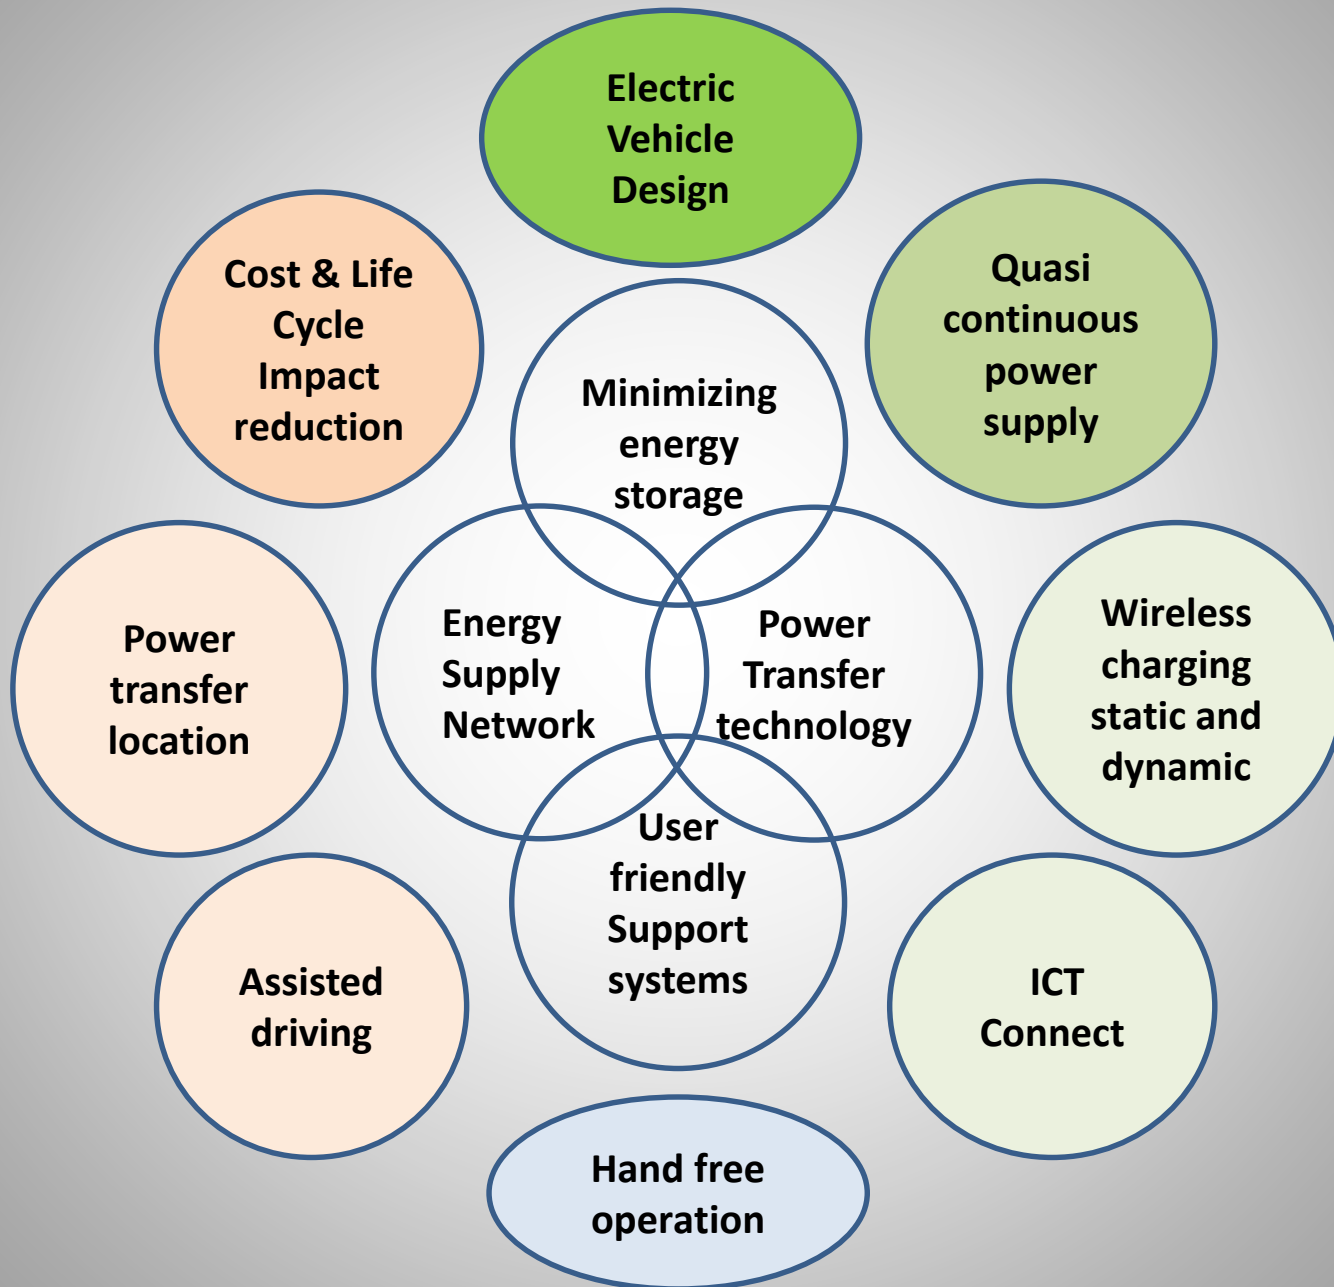 Electric
Vehicle
Design
Cost & Life
Cycle
Impact
reduction
Quasi
continuous
power
supply
Minimizing
energy
storage
Power
transfer
location
Energy
Supply
Network
Power
Transfer
technology
Wireless
charging
static and
dynamic
User
friendly
Support
systems
Assisted
driving
ICT
Connect
Hand free
operation